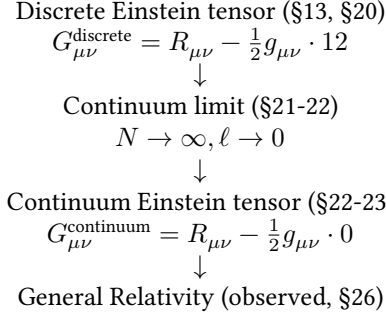 Discrete Einstein tensor (§13, §20)
G_{μν}^{discrete} = R_{μν} − ½g_{μν} · 12
↓
Continuum limit (§21-22)
N → ∞, ℓ → 0
↓
Continuum Einstein tensor (§22-23
G_{μν}^{continuum} = R_{μν} − ½g_{μν} · 0
↓
General Relativity (observed, §26)